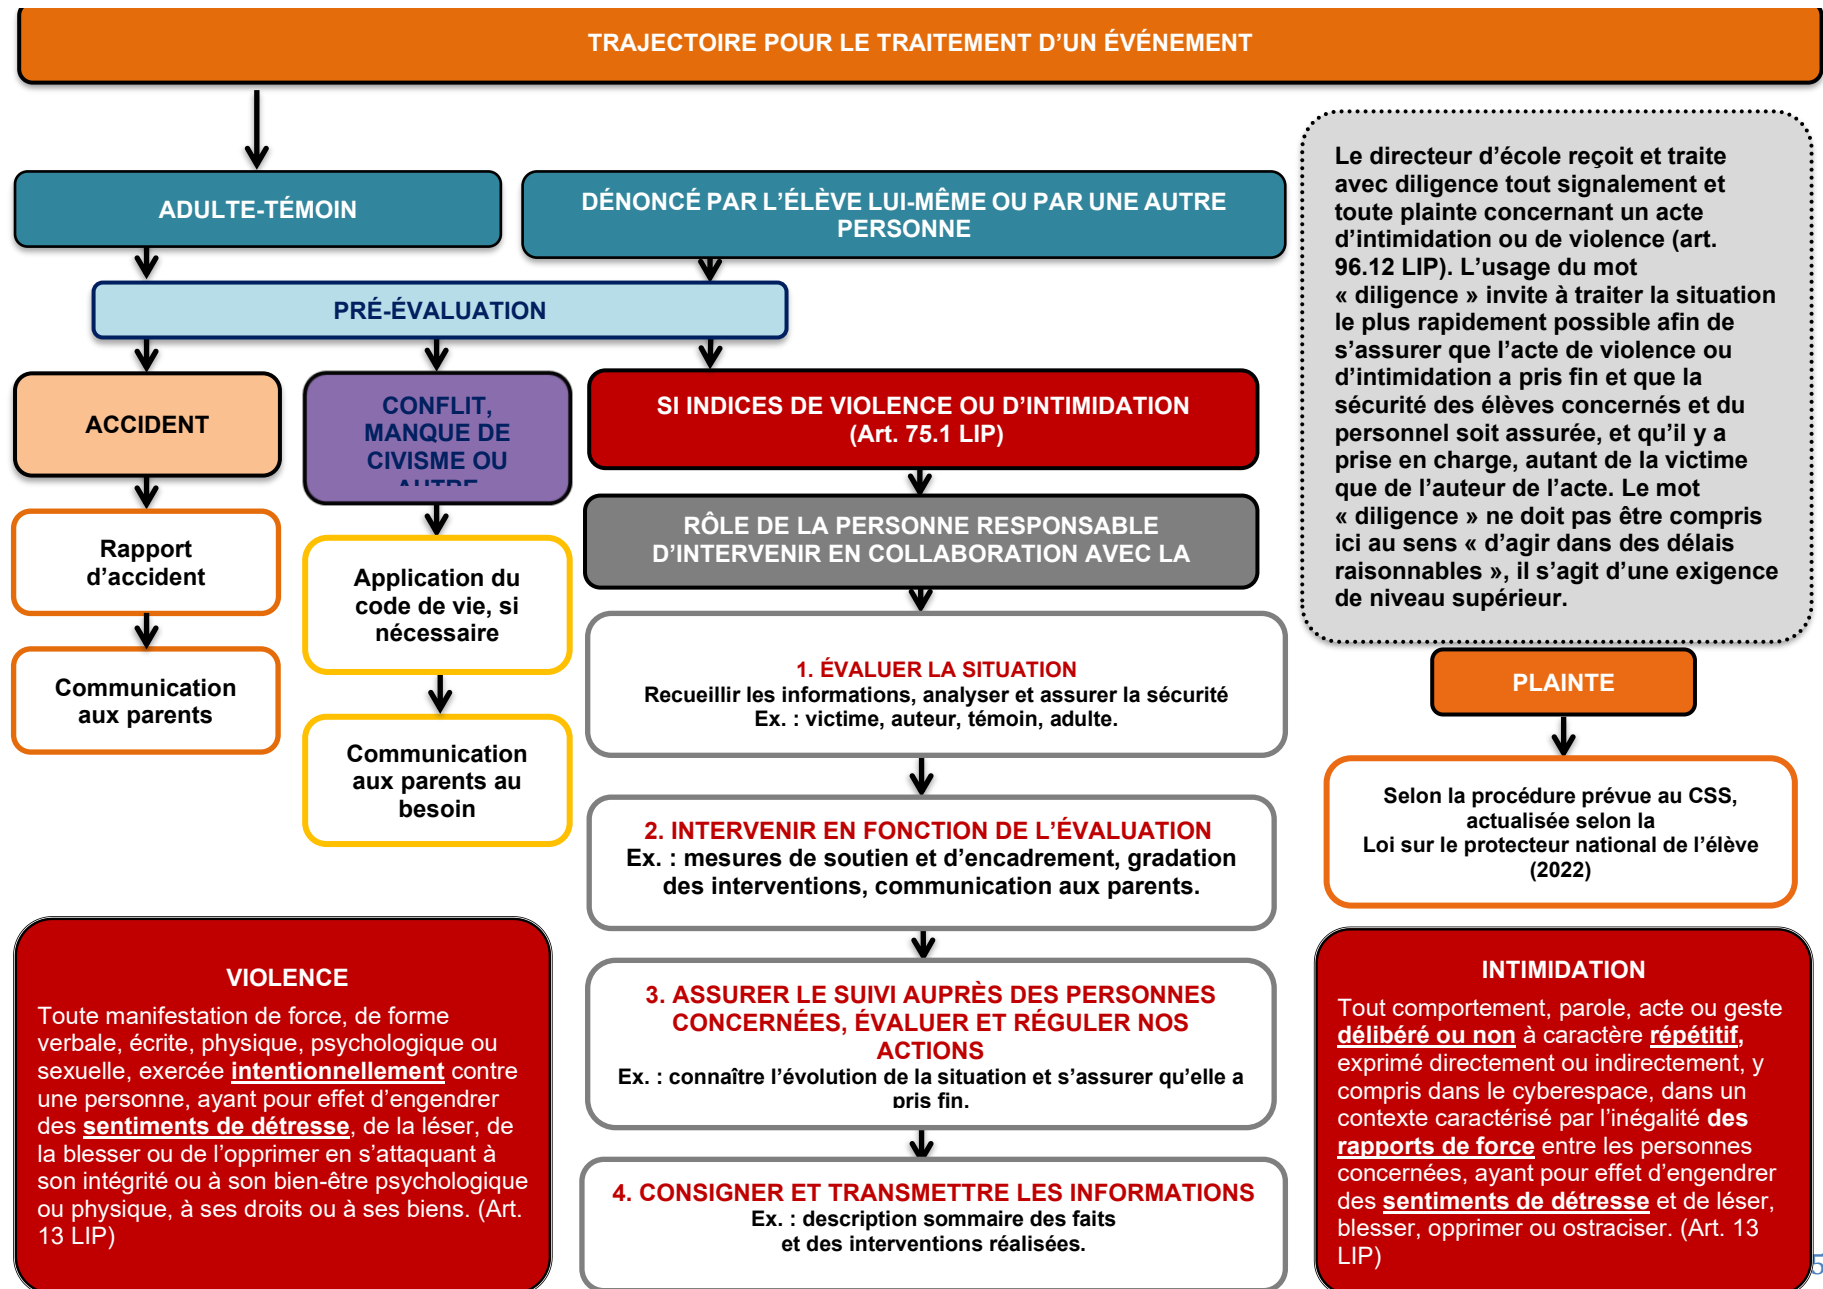 TRAJECTOIRE POUR LE TRAITEMENT D’UN ÉVÉNEMENT
ADULTE-TÉMOIN
DÉNONCÉ PAR L’ÉLÈVE LUI-MÊME OU PAR UNE AUTRE
PERSONNE
PRÉ-ÉVALUATION
ACCIDENT
Rapport
d’accident
Communication
aux parents
CONFLIT,
MANQUE DE
CIVISME OU
AUTRE
Application du
code de vie, si
nécessaire
Communication
aux parents au
besoin
SI INDICES DE VIOLENCE OU D’INTIMIDATION
(Art. 75.1 LIP)
RÔLE DE LA PERSONNE RESPONSABLE
D’INTERVENIR EN COLLABORATION AVEC LA
1. ÉVALUER LA SITUATION
Recueillir les informations, analyser et assurer la sécurité
Ex. : victime, auteur, témoin, adulte.
2. INTERVENIR EN FONCTION DE L’ÉVALUATION
Ex. : mesures de soutien et d’encadrement, gradation
des interventions, communication aux parents.
3. ASSURER LE SUIVI AUPRÈS DES PERSONNES
CONCERNÉES, ÉVALUER ET RÉGULER NOS
ACTIONS
Ex. : connaître l’évolution de la situation et s’assurer qu’elle a
pris fin.
4. CONSIGNER ET TRANSMETTRE LES INFORMATIONS
Ex. : description sommaire des faits
et des interventions réalisées.
Le directeur d’école reçoit et traite
avec diligence tout signalement et
toute plainte concernant un acte
d’intimidation ou de violence (art.
96.12 LIP). L’usage du mot
« diligence » invite à traiter la situation
le plus rapidement possible afin de
s’assurer que l’acte de violence ou
d’intimidation a pris fin et que la
sécurité des élèves concernés et du
personnel soit assurée, et qu’il y a
prise en charge, autant de la victime
que de l’auteur de l’acte. Le mot
« diligence » ne doit pas être compris
ici au sens « d’agir dans des délais
raisonnables », il s’agit d’une exigence
de niveau supérieur.
PLAINTE
Selon la procédure prévue au CSS,
actualisée selon la
Loi sur le protecteur national de l’élève
(2022)
VIOLENCE
Toute manifestation de force, de forme
verbale, écrite, physique, psychologique ou
sexuelle, exercée intentionnellement contre
une personne, ayant pour effet d’engendrer
des sentiments de détresse, de la léser, de
la blesser ou de l’opprimer en s’attaquant à
son intégrité ou à son bien-être psychologique
ou physique, à ses droits ou à ses biens. (Art.
13 LIP)
INTIMIDATION
Tout comportement, parole, acte ou geste
délibéré ou non à caractère répétitif,
exprimé directement ou indirectement, y
compris dans le cyberespace, dans un
contexte caractérisé par l’inégalité des
rapports de force entre les personnes
concernées, ayant pour effet d’engendrer
des sentiments de détresse et de léser,
blesser, opprimer ou ostraciser. (Art. 13
LIP)
5